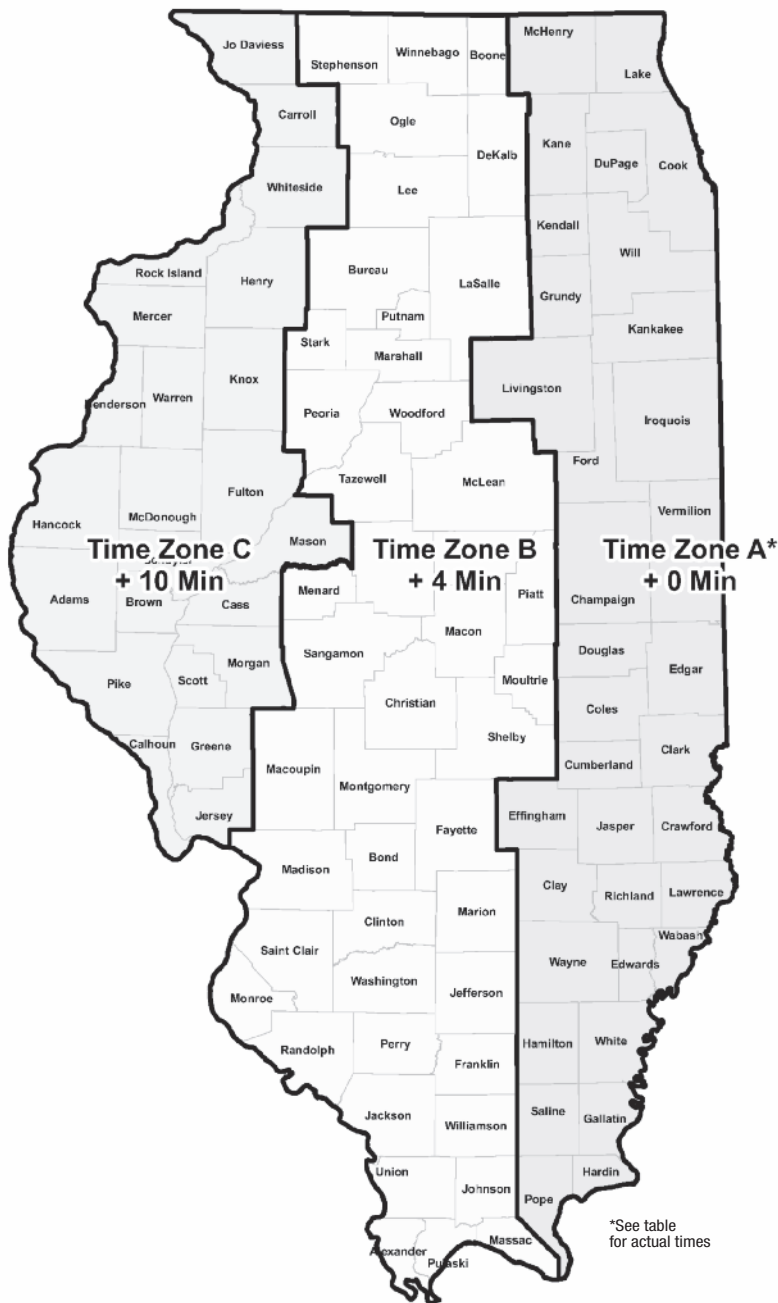 McHenry
Jo Daviess
Stephenson
Winnebago
Boone
Lake
Carroll
Ogle
Kane
DeKalb
DuPage
Cook
Whiteside
Lee
Kendall
Will
Rock Island
Henry
Bureau
LaSalle
Grundy
Mercer
Putnam
Kankakee
Stark
Marshall
Knox
Livingston
Warren
Henderson
Peoria
Woodford
Iroquois
Ford
Tazewell
McLean
Fulton
Hancock
McDonough
Vermilion
Mason
Time Zone C
+ 10 Min
Time Zone B
+ 4 Min
Time Zone A*
+ 0 Min
Menard
Piatt
Adams
Brown
Cass
Champaign
Macon
Sangamon
Douglas
Morgan
Scott
Edgar
Pike
Moultrie
Christian
Coles
Shelby
Calhoun
Greene
Clark
Macoupin
Cumberland
Montgomery
Jersey
Effingham
Jasper
Crawford
Fayette
Bond
Madison
Clay
Richland
Lawrence
Marion
Clinton
Wabash
Saint Clair
Wayne
Edwards
Washington
Jefferson
Monroe
Hamilton
White
Perry
Randolph
Franklin
Saline
Gallatin
Jackson
Williamson
Union
Hardin
Johnson
Pope
*See table
for actual times
Massac
Alexander
Pulaski